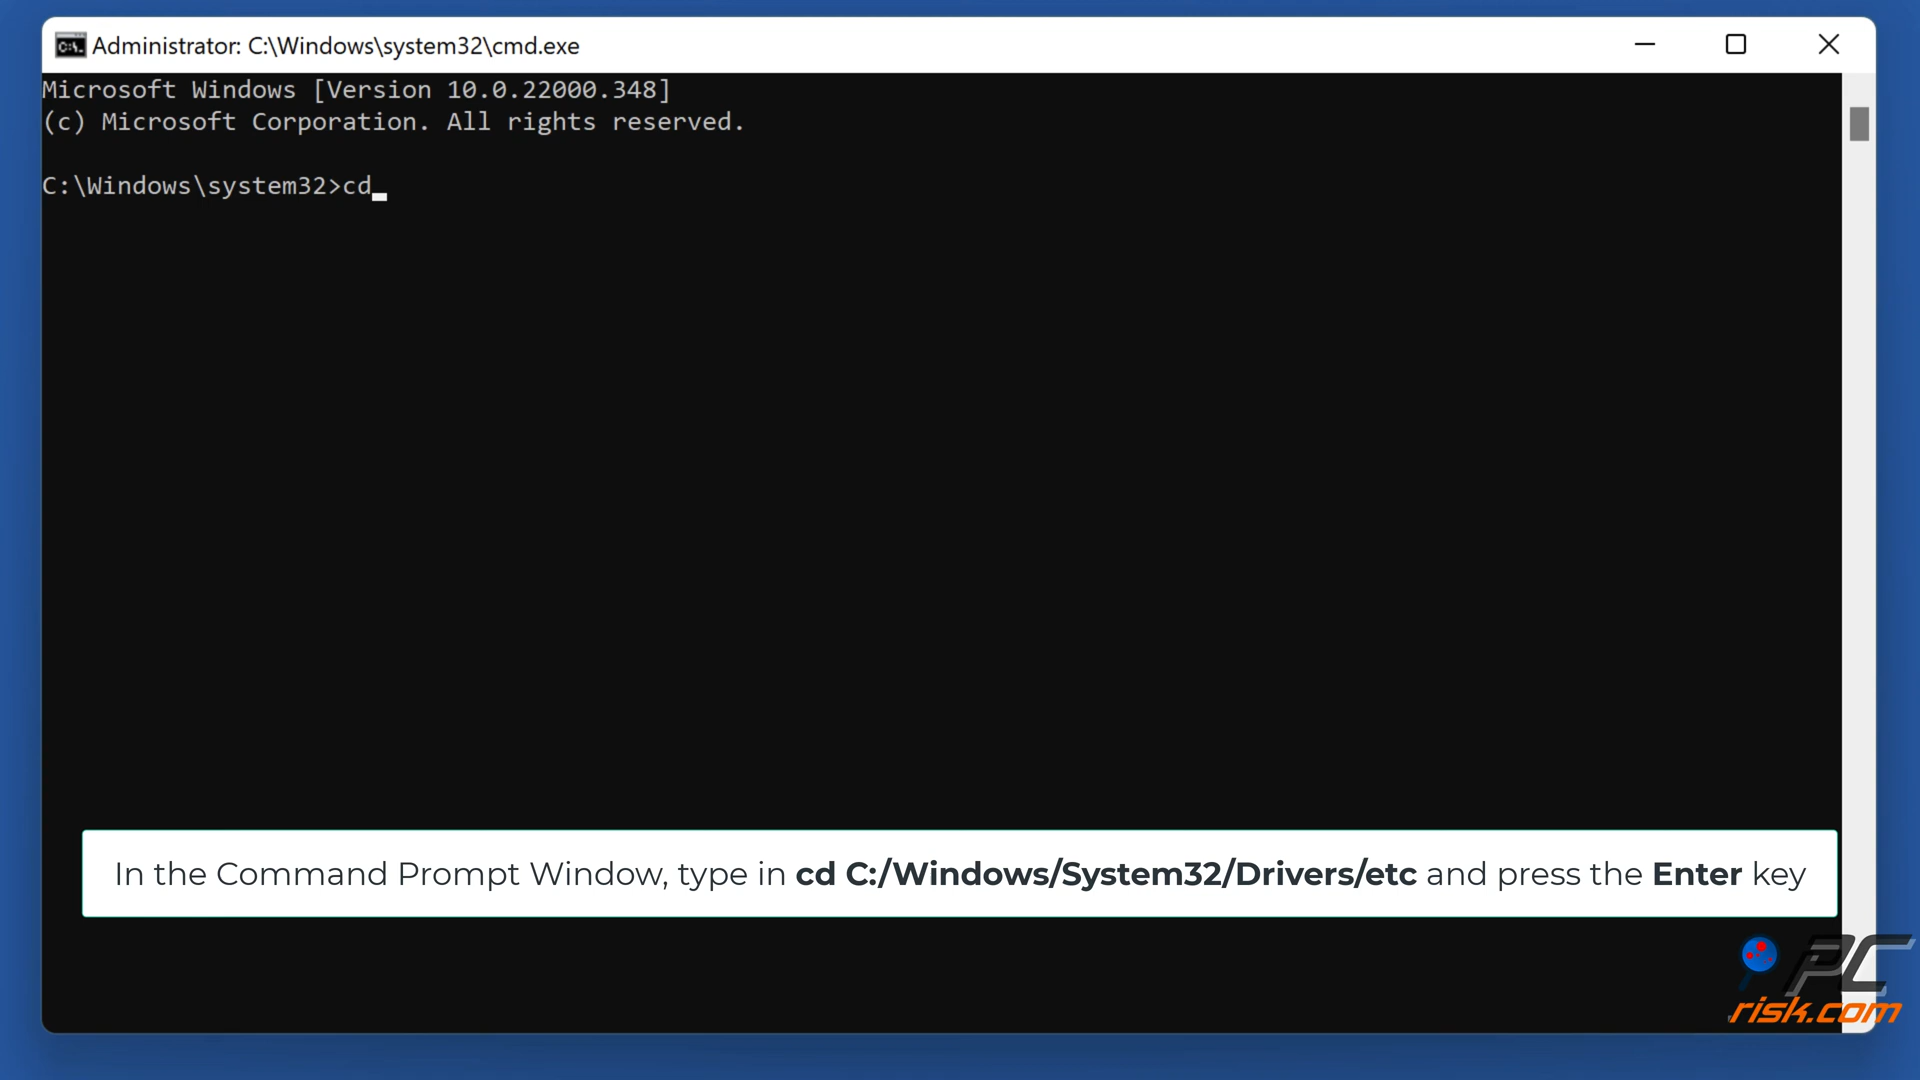 Administrator: C:\Windows\system32\cmd.exe
Microsoft Windows [Version 10.0.22000.348]
(c) Microsoft Corporation. All rights reserved.
C:\Windows\system32>cd
In the Command Prompt Window, type in cd C:/Windows/System32/Drivers/etc and press the Enter key
PC
risk.com